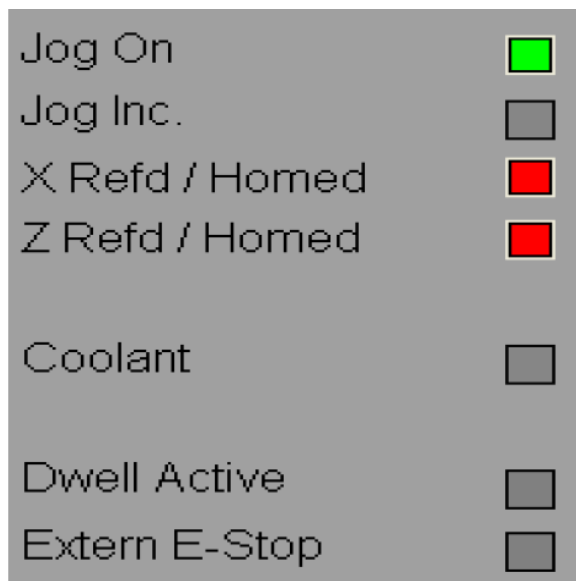 Jog On
Jog Inc.
X Refd / Homed
Z Refd / Homed
Coolant
Dwell Active
Extern E-Stop